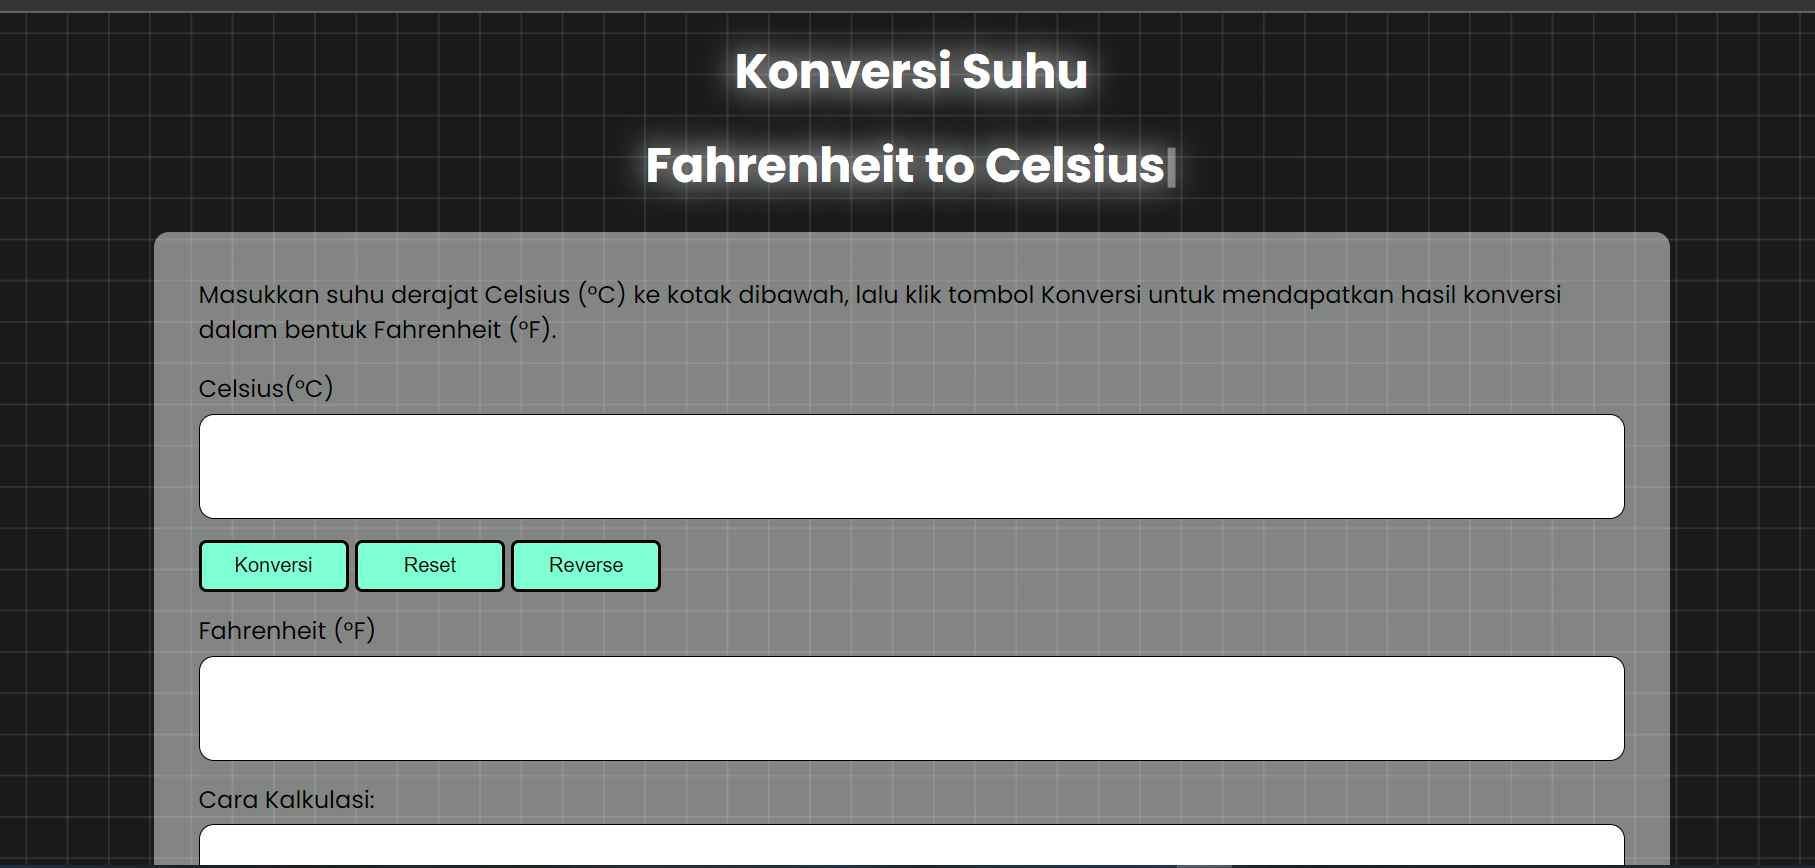 Konversi Suhu
Fahrenheit to Celsius
Masukkan suhu derajat Celsius (°C) ke kotak dibawah, lalu klik tombol Konversi untuk mendapatkan hasil konversi
dalam bentuk Fahrenheit (°F).
Celsius(°C)
Konversi Reset Reverse
Fahrenheit (°F)
Cara Kalkulasi: